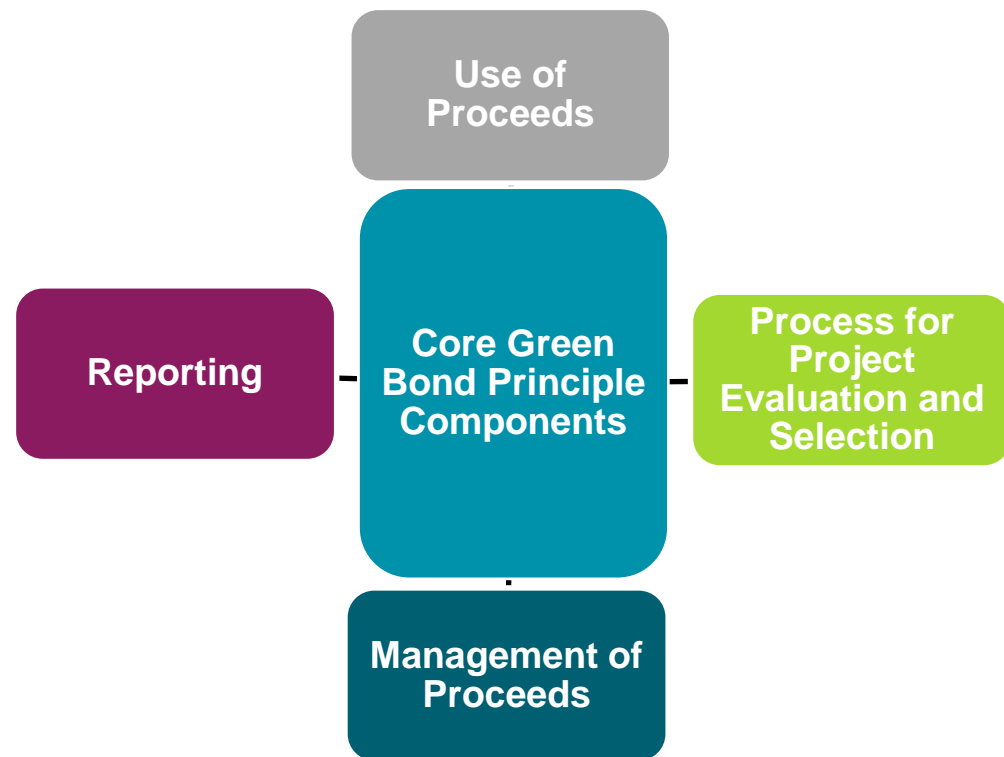 Use of
Proceeds
Reporting
Core Green
Bond Principle
Components
Process for
Project
Evaluation and
Selection
Management of
Proceeds